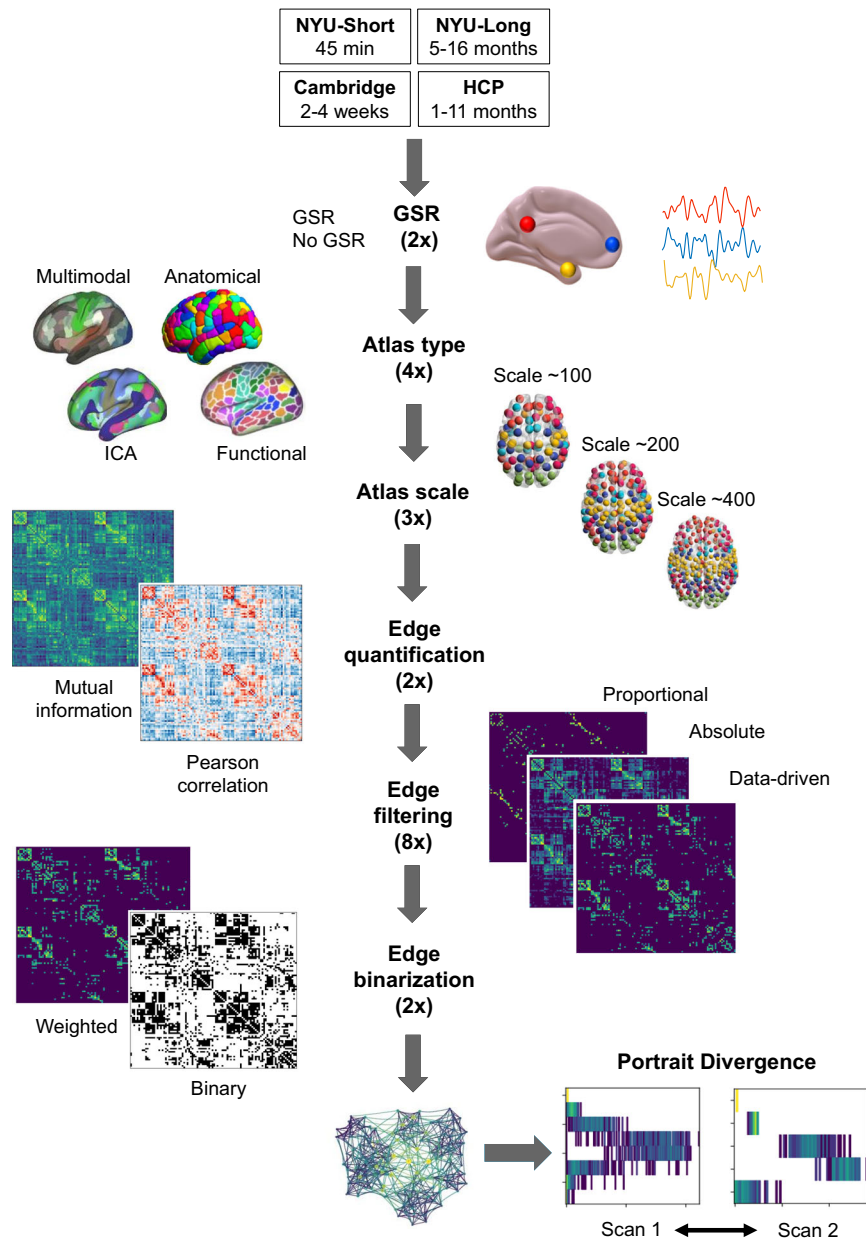 NYU-Short
45 min
NYU-Long
5-16 months
Cambridge
2-4 weeks
HCP
1-11 months
GSR
No GSR
GSR
(2x)
Multimodal
Anatomical
ICA
Functional
Atlas type
(4x)
Scale ~100
Scale ~200
Scale ~400
Atlas scale
(3x)
Mutual
information
Pearson
correlation
Edge
quantification
(2x)
Proportional
Absolute
Data-driven
Edge
filtering
(8x)
Weighted
Binary
Edge
binarization
(2x)
Portrait Divergence
Scan 1
Scan 2